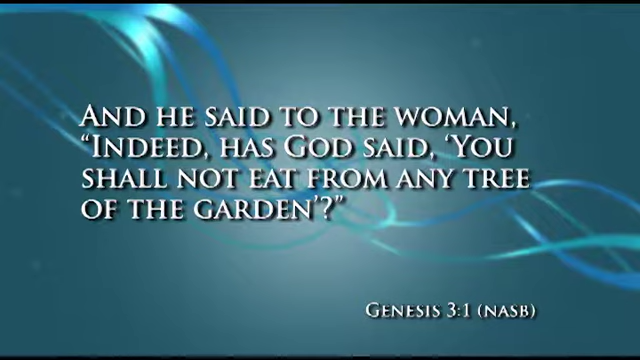 And he said to the woman,
“Indeed, has God said, ‘You
shall not eat from any tree
of the garden’?”
Genesis 3:1 (nasb)